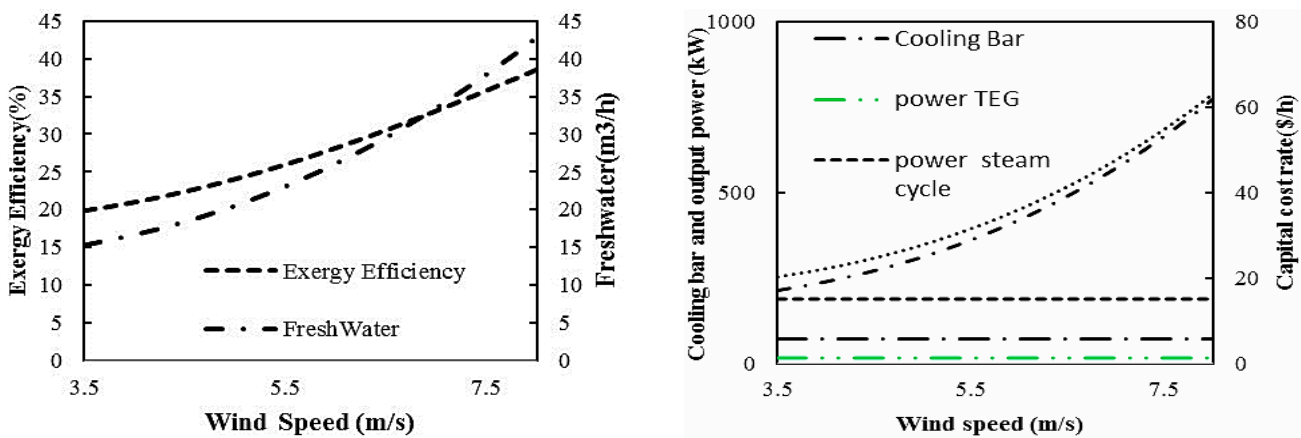 45
40
35
30
25
20
15
10
5
0
Exergy Efficiency(%)
Exergy Efficiency
FreshWater
45
40
35
30
25
20
15
10
5
0
Freshwater(m3/h)
3.5 5.5 7.5
Wind Speed (m/s)
1000
500
0
Cooling bar and output power (kW)
Cooling Bar
power TEG
power steam
cycle
80
60
40
20
0
Capital cost rate($/h)
3.5 5.5 7.5
Wind speed (m/s)